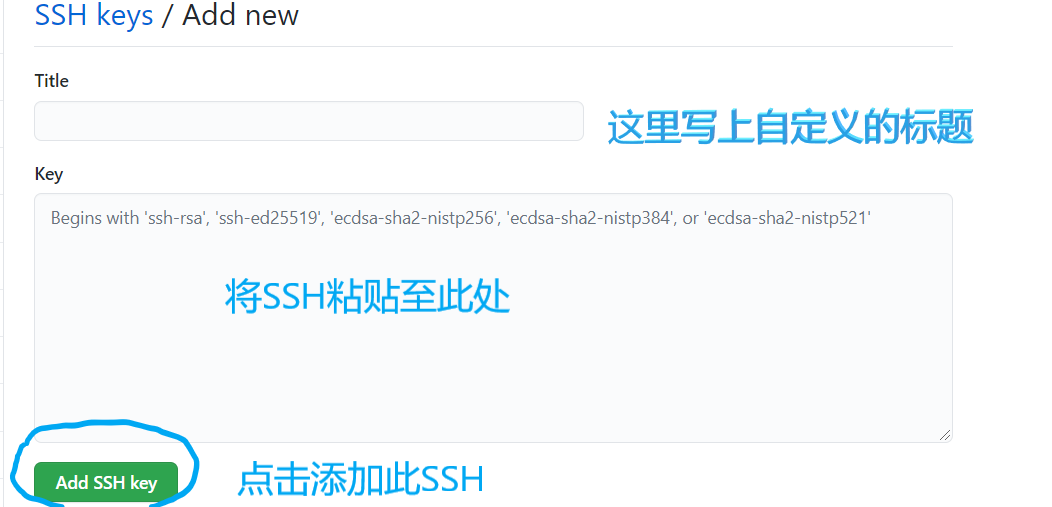 SSH keys / Add new
Title
这里写上自定义的标题
Key
Begins with 'ssh-rsa', 'ssh-ed25519', 'ecdsa-sha2-nistp256', 'ecdsa-sha2-nistp384', or 'ecdsa-sha2-nistp521'
将SSH粘贴至此处
Add SSH key
点击添加此SSH